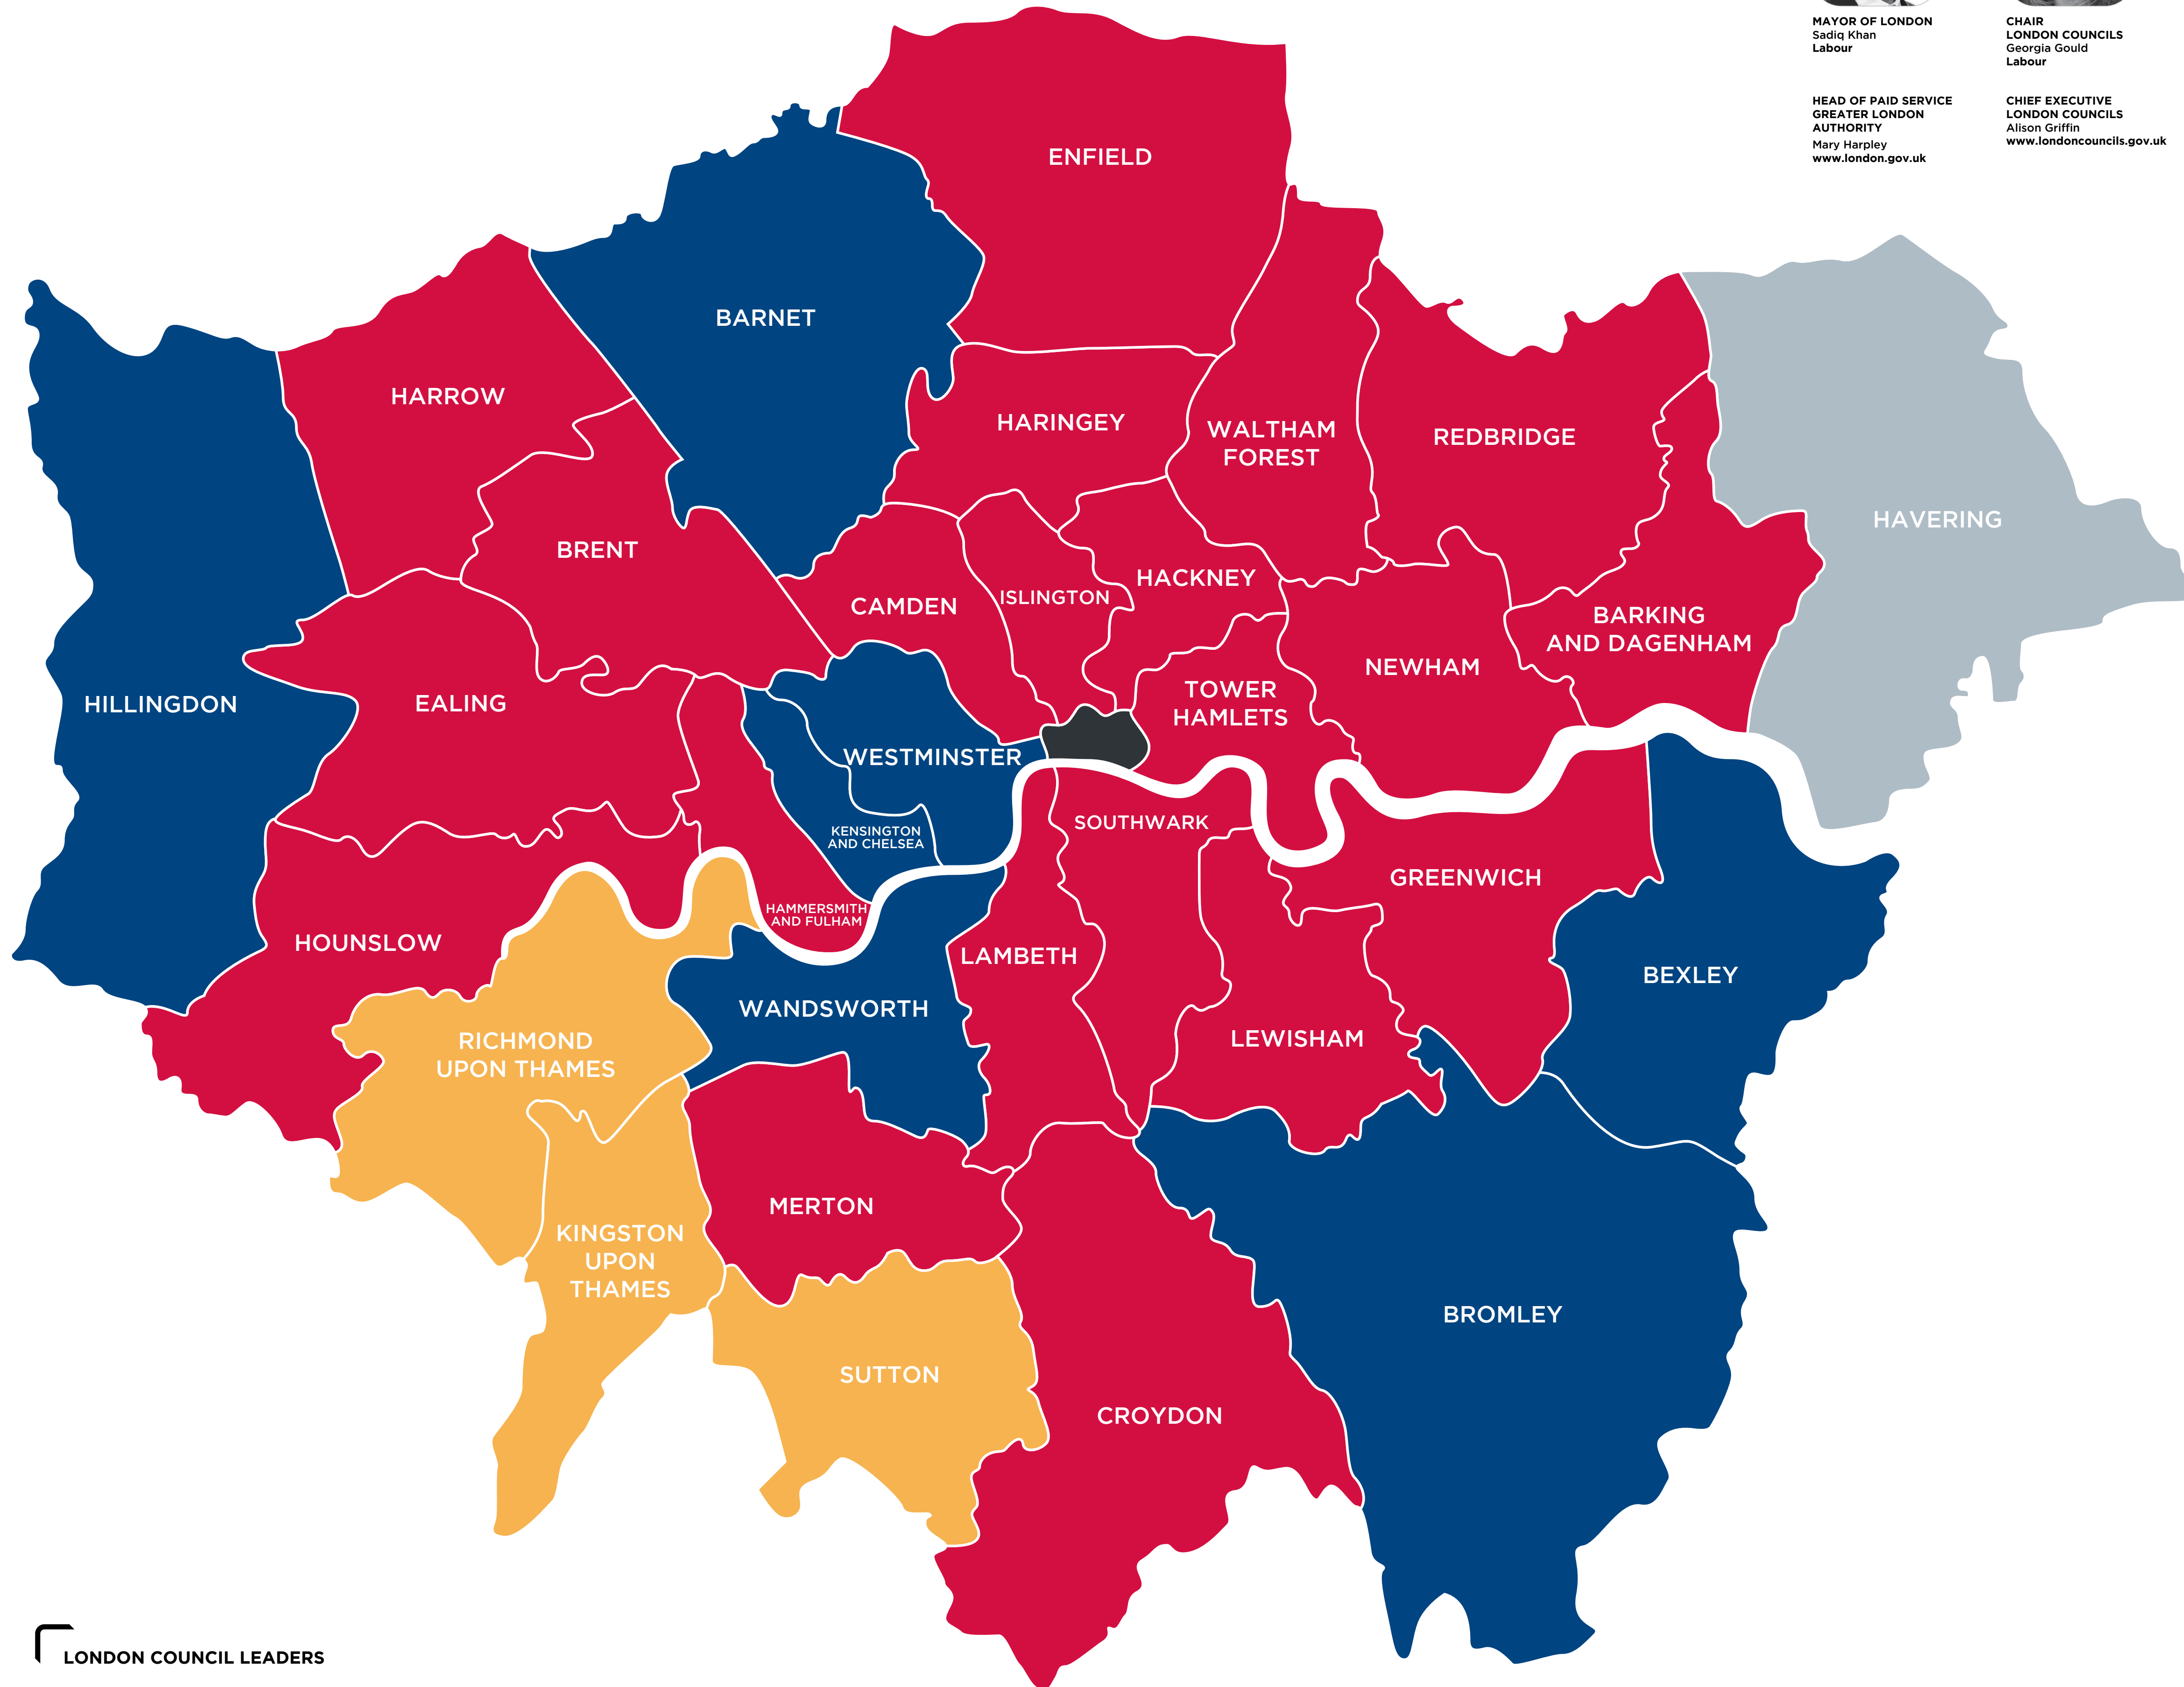 MAYOR OF LONDON
Sadiq Khan
Labour
CHAIR
LONDON COUNCILS
Georgia Gould
Labour
HEAD OF PAID SERVICE
GREATER LONDON
AUTHORITY
Mary Harpley
www.london.gov.uk
CHIEF EXECUTIVE
LONDON COUNCILS
Alison Griffin
www.londoncouncils.gov.uk
ENFIELD
BARNET
HARROW
HARINGEY
WALTHAM
FOREST
REDBRIDGE
HAVERING
BRENT
CAMDEN
ISLINGTON
HACKNEY
BARKING
AND DAGENHAM
NEWHAM
TOWER
HAMLETS
HILLINGDON
EALING
WESTMINSTER
KENSINGTON
AND CHELSEA
SOUTHWARK
GREENWICH
HAMMERSMITH
AND FULHAM
HOUNSLOW
LAMBETH
BEXLEY
WANDSWORTH
RICHMOND
UPON THAMES
LEWISHAM
MERTON
KINGSTON
UPON
THAMES
BROMLEY
SUTTON
CROYDON
LONDON COUNCIL LEADERS